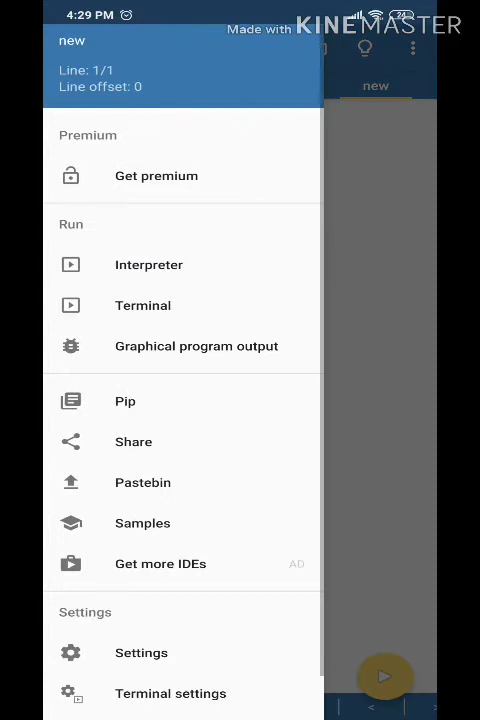 4:29 PM
24
Made with KINEMASTER
new
Line: 1/1
Line offset: 0
new
Premium
Get premium
Run
Interpreter
Terminal
Graphical program output
Pip
Share
Pastebin
Samples
Get more IDEs AD
Settings
Settings
Terminal settings
| < >